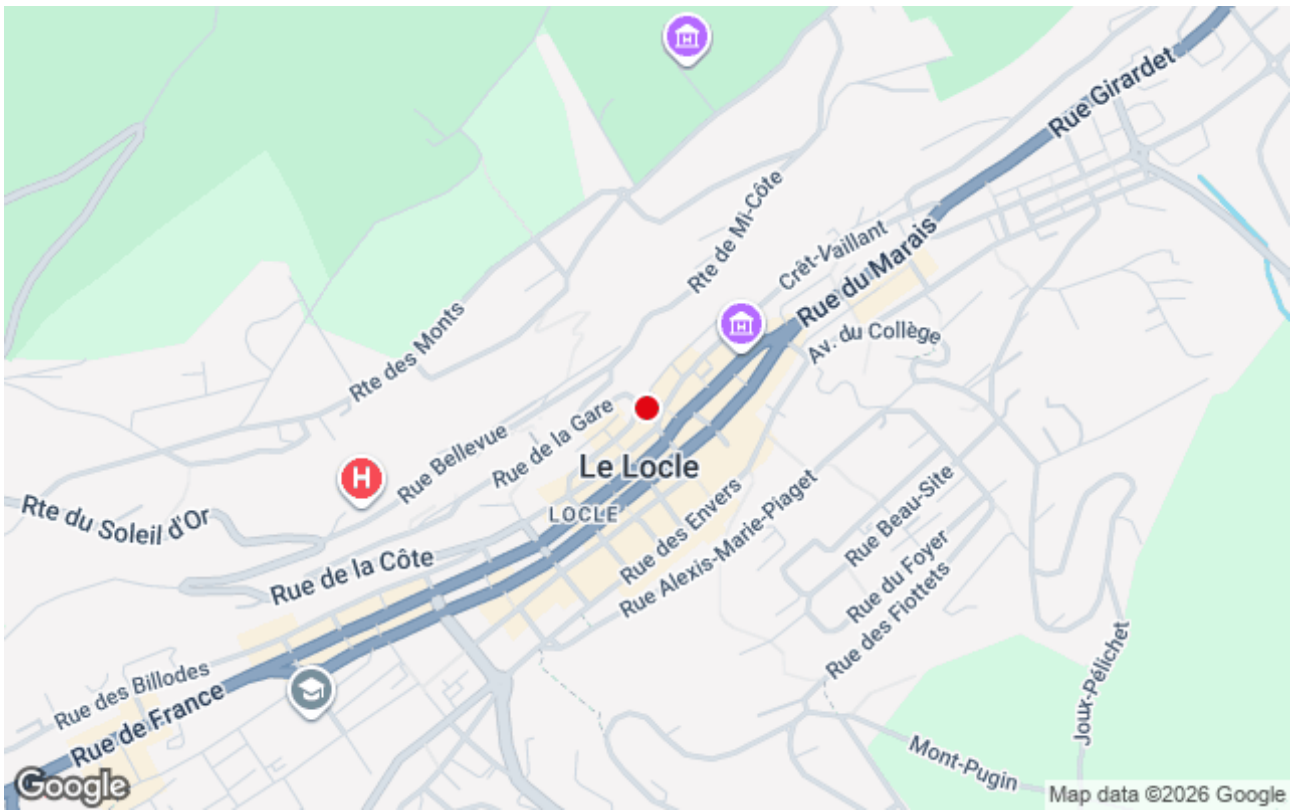 Rue Girardet
Rte de Mi-Côte
Crêt-Vaillant
Rue du Marais
Rte des Monts
Av. du Collège
Rue de la Gare
Rue Bellevue
H
Le Locle
Rte du Soleil d'Or
LOCLE
Rue des Envers
Rue Alexis-Marie-Piaget
Rue Beau-Site
Rue de la Côte
Rue du Foyer
Rue des Fiottets
Rue des Billodes
Rue de France
Joux-Pélichet
Mont-Pugin
Google
Map data ©2026 Google